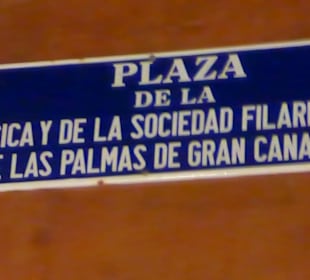 PLAZA
DE LA
ICA Y DE LA SOCIEDAD FILAR
E LAS PALMAS DE GRAN CANA